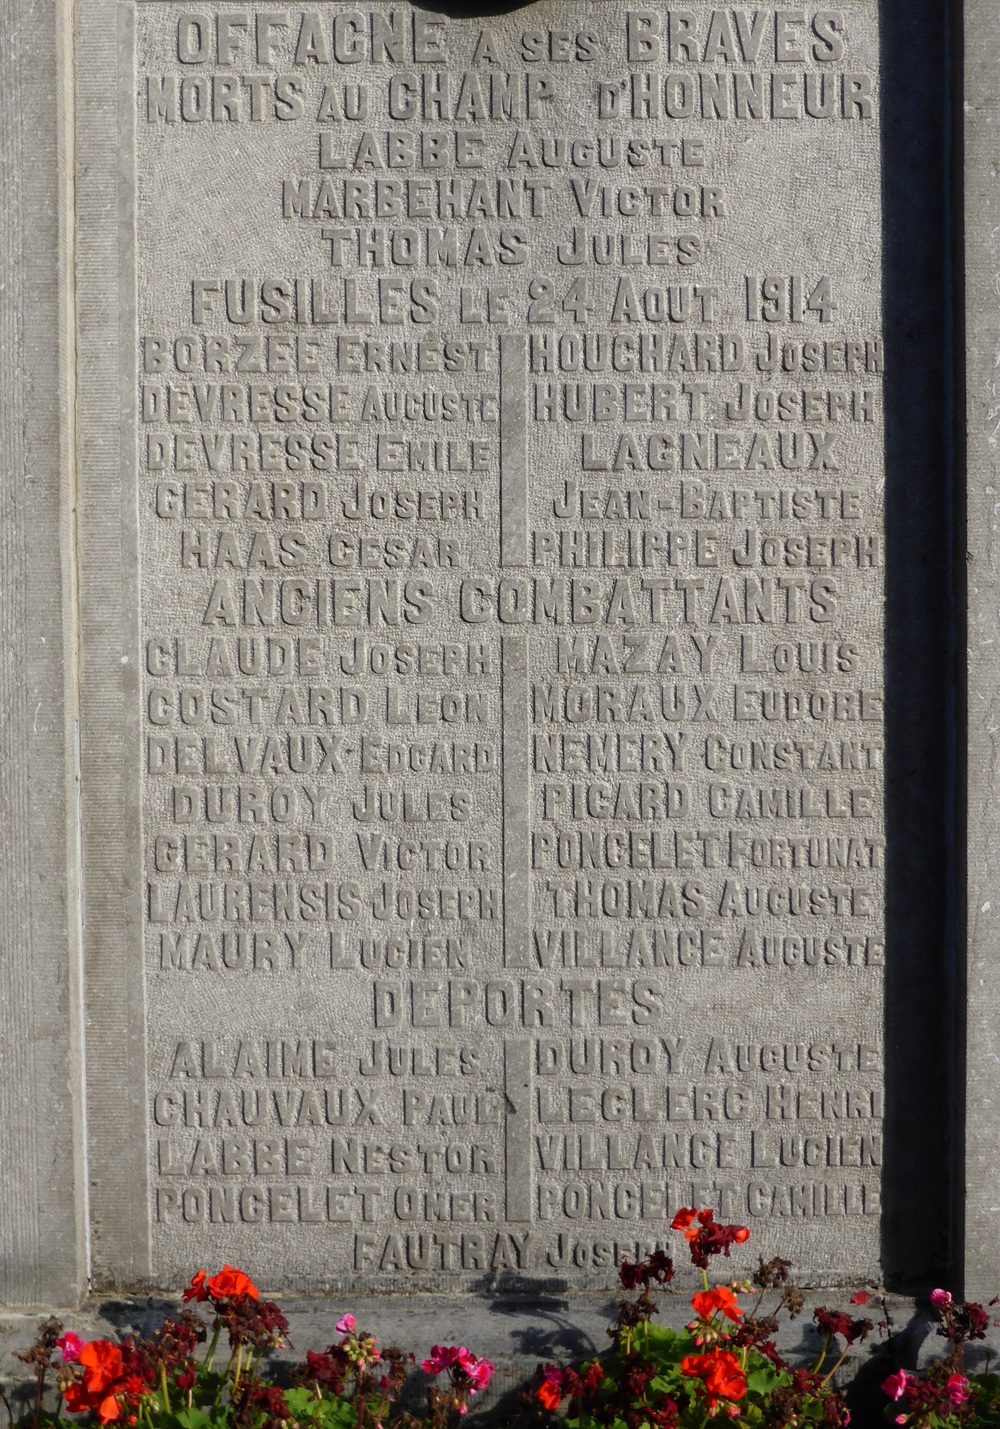 OFFAGNE A SES BRAVES
MORTS AU CHAMP D'HONNEUR
LABBE AUGUSTE
MARBEHANT VICTOR
THOMAS JULES
FUSILLES LE 24 AOUT 1914
BORZEE ERNEST
DEVRESSE AUGUSTE
DEVRESSE EMILE
GERARD JOSEPH
HAAS CESAR
HOUCHARD JOSEPH
HUBERT JOSEPH
LAGNEAUX
JEAN-BAPTISTE
PHILIPPE JOSEPH
ANCIENS COMBATTANTS
CLAUDE JOSEPH
COSTARD LEON
DELVAUX EDGARD
DUROY JULES
GERARD VICTOR
LAURENSIS JOSEPH
MAURY LUCIEN
MAZAY LOUIS
MORAUX EUDORE
NEMERY CONSTANT
PICARD CAMILLE
PONCELET FORTUNAT
THOMAS AUGUSTE
VILLANCE AUGUSTE
DEPORTES
ALAIME JULES
CHAUVAUX PAUL
LABBE NESTOR
PONCELET OMER
DUROY AUGUSTE
LECLERC HENRI
VILLANCE LUCIEN
PONCELET CAMILLE
FAUTRAY JOSEPH